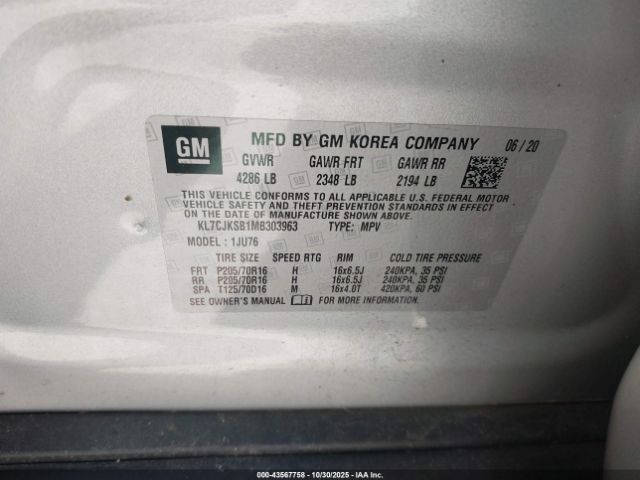 GM
MFD BY GM KOREA COMPANY 06/20
GVWR GAWR FRT GAWR RR
4286 LB 2348 LB 2194 LB
THIS VEHICLE CONFORMS TO ALL APPLICABLE U.S. FEDERAL MOTOR
VEHICLE SAFETY AND THEFT PREVENTION STANDARDS IN EFFECT
ON THE DATE OF MANUFACTURE SHOWN ABOVE.
KL7CJKSB1MB303963 TYPE: MPV
MODEL: 1JU76
TIRE SIZE SPEED RTG RIM COLD TIRE PRESSURE
FRT P205/70R16 H 16x6.5J 240KPA, 35 PSI
RR P205/70R16 H 16x6.5J 240KPA, 35 PSI
SPA T125/70D16 M 16x4.0T 420KPA, 60 PSI
SEE OWNER'S MANUAL FOR MORE INFORMATION
000-43567758 - 10/30/2025 - IAA Inc.